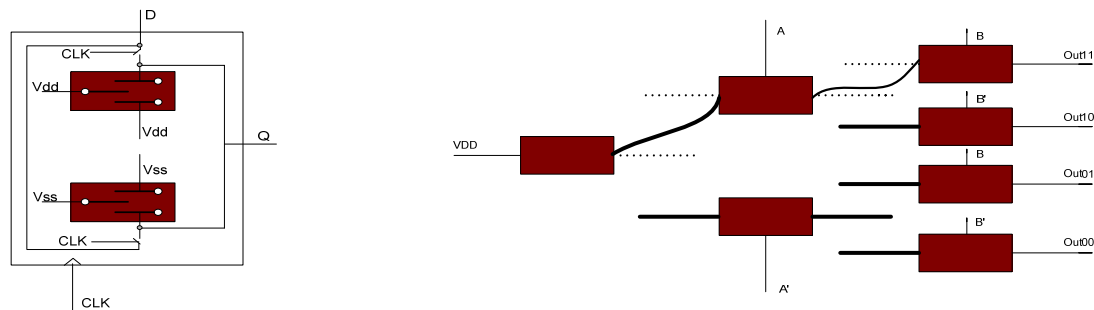 D
CLK
Vdd
Vdd
Q
Vss
Vss
CLK
CLK
A
B
Out11
B'
Out10
VDD
B
Out01
B'
Out00
A'